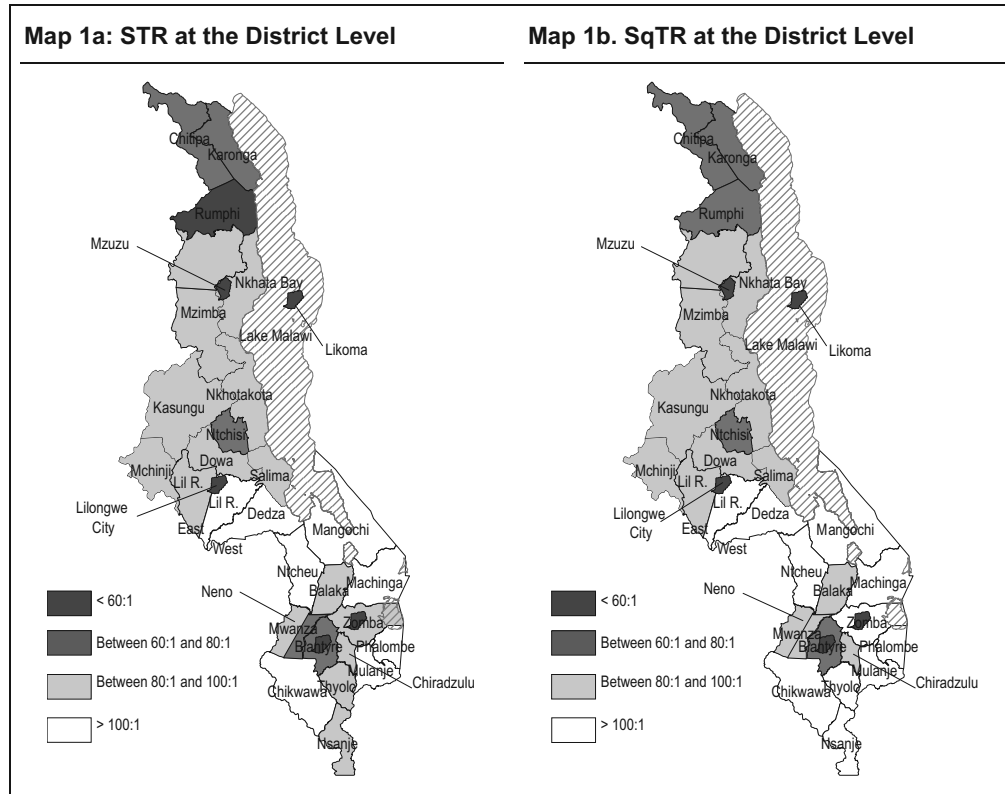 Map 1a: STR at the District Level
Chitipa
Karonga
Rumphi
Mzuzu
Nkhata Bay
Mzimba
Lake Malawi
Likoma
Nkhotakota
Kasungu
Ntchisi
Dowa
Mchinji
Lil R.
Salima
Lil R.
Lilongwe
City
Dedza
East
Mangochi
West
Ntcheu
Machinga
Balaka
Neno
Zomba
Mwanza
Blantyre
Phalombe
Mulanje
Chiradzulu
Chikwawa
Thyolo
Nsanje
< 60:1
Between 60:1 and 80:1
Between 80:1 and 100:1
> 100:1
Map 1b. SqTR at the District Level
Chitipa
Karonga
Rumphi
Mzuzu
Nkhata Bay
Mzimba
Lake Malawi
Likoma
Nkhotakota
Kasungu
Ntchisi
Dowa
Mchinji
Lil R.
Salima
Lil R.
Lilongwe
City
Dedza
East
Mangochi
West
Ntcheu
Machinga
Balaka
Neno
Zomba
Mwanza
Blantyre
Phalombe
Mulanje
Chiradzulu
Chikwawa
Thyolo
Nsanje
< 60:1
Between 60:1 and 80:1
Between 80:1 and 100:1
> 100:1